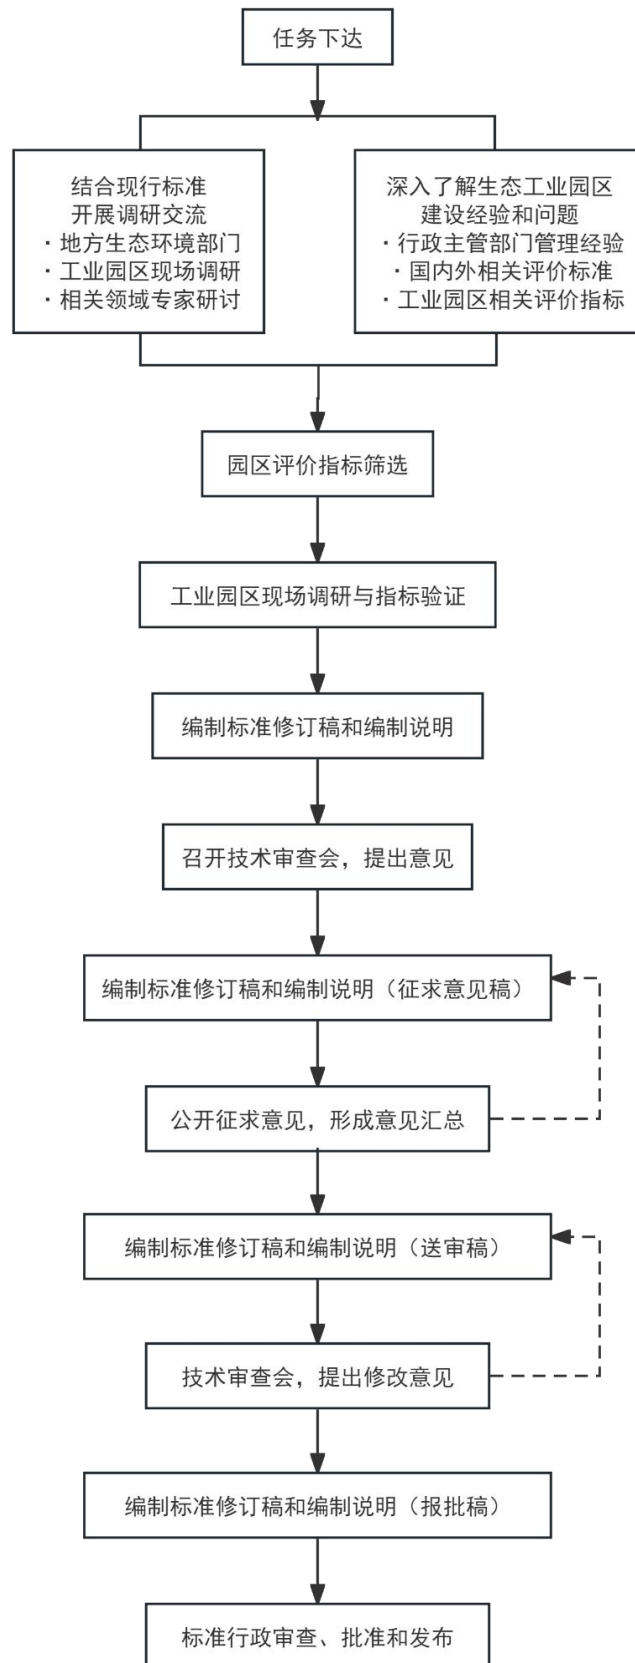 任务下达
结合现行标准
开展调研交流
·地方生态环境部门
·工业园区现场调研
·相关领域专家研讨
深入了解生态工业园区
建设经验和问题
·行政主管部门管理经验
·国内外相关评价标准
·工业园区相关评价指标
园区评价指标筛选
工业园区现场调研与指标验证
编制标准修订稿和编制说明
召开技术审查会，提出意见
编制标准修订稿和编制说明（征求意见稿）
公开征求意见，形成意见汇总
编制标准修订稿和编制说明（送审稿）
技术审查会，提出修改意见
编制标准修订稿和编制说明（报批稿）
标准行政审查、批准和发布